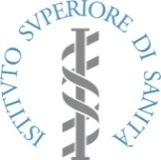 ISTITVTO SVPERIORE DI SANITÀ